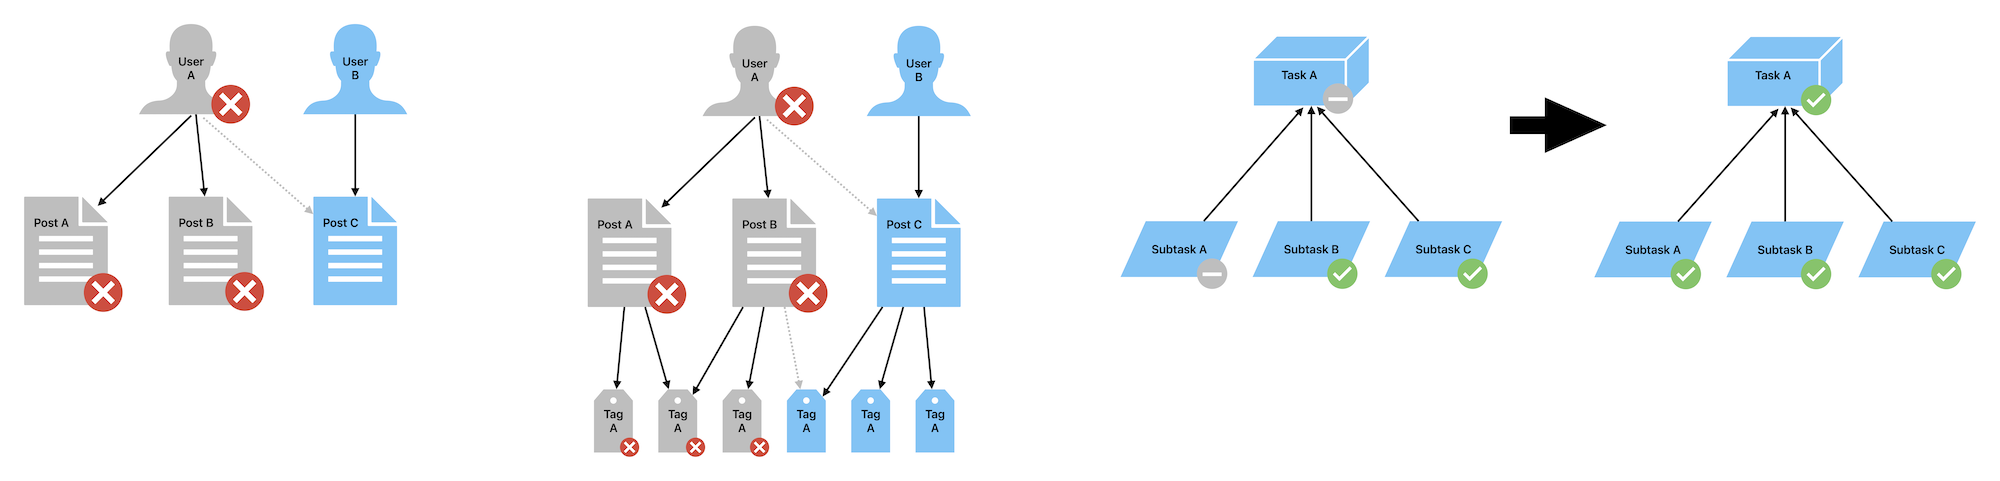 User
A
User
B
Post A
Post B
Post C
User
A
User
B
Post A
Post B
Post C
Tag
A
Tag
A
Tag
A
Tag
A
Tag
A
Tag
A
Task A
Subtask A
Subtask B
Subtask C
Task A
Subtask A
Subtask B
Subtask C